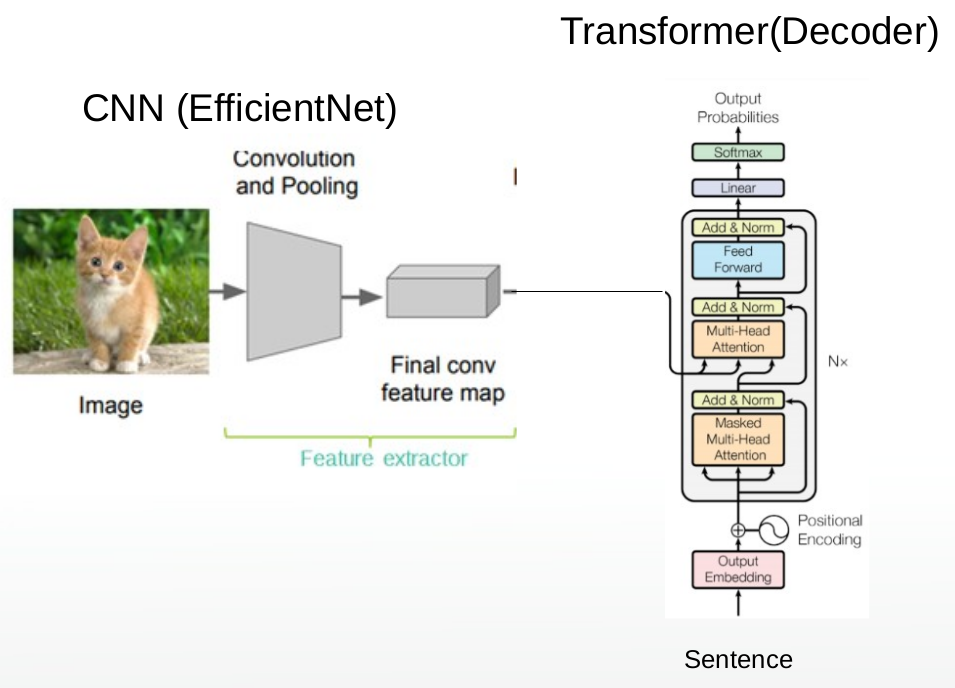 Transformer(Decoder)
CNN (EfficientNet)
Convolution
and Pooling
Image
Final conv
feature map
Feature extractor
Output
Probabilities
Softmax
Linear
Add & Norm
Feed
Forward
Add & Norm
Multi-Head
Attention
N×
Add & Norm
Masked
Multi-Head
Attention
Positional
Encoding
Output
Embedding
Sentence